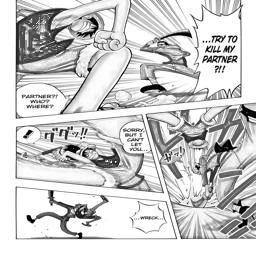 ...TRY TO
KILL MY
PARTNER
?!!
PARTNER?!
WHO?
WHERE?
SORRY,
BUT I
CAN'T
LET
YOU...
...WRECK...